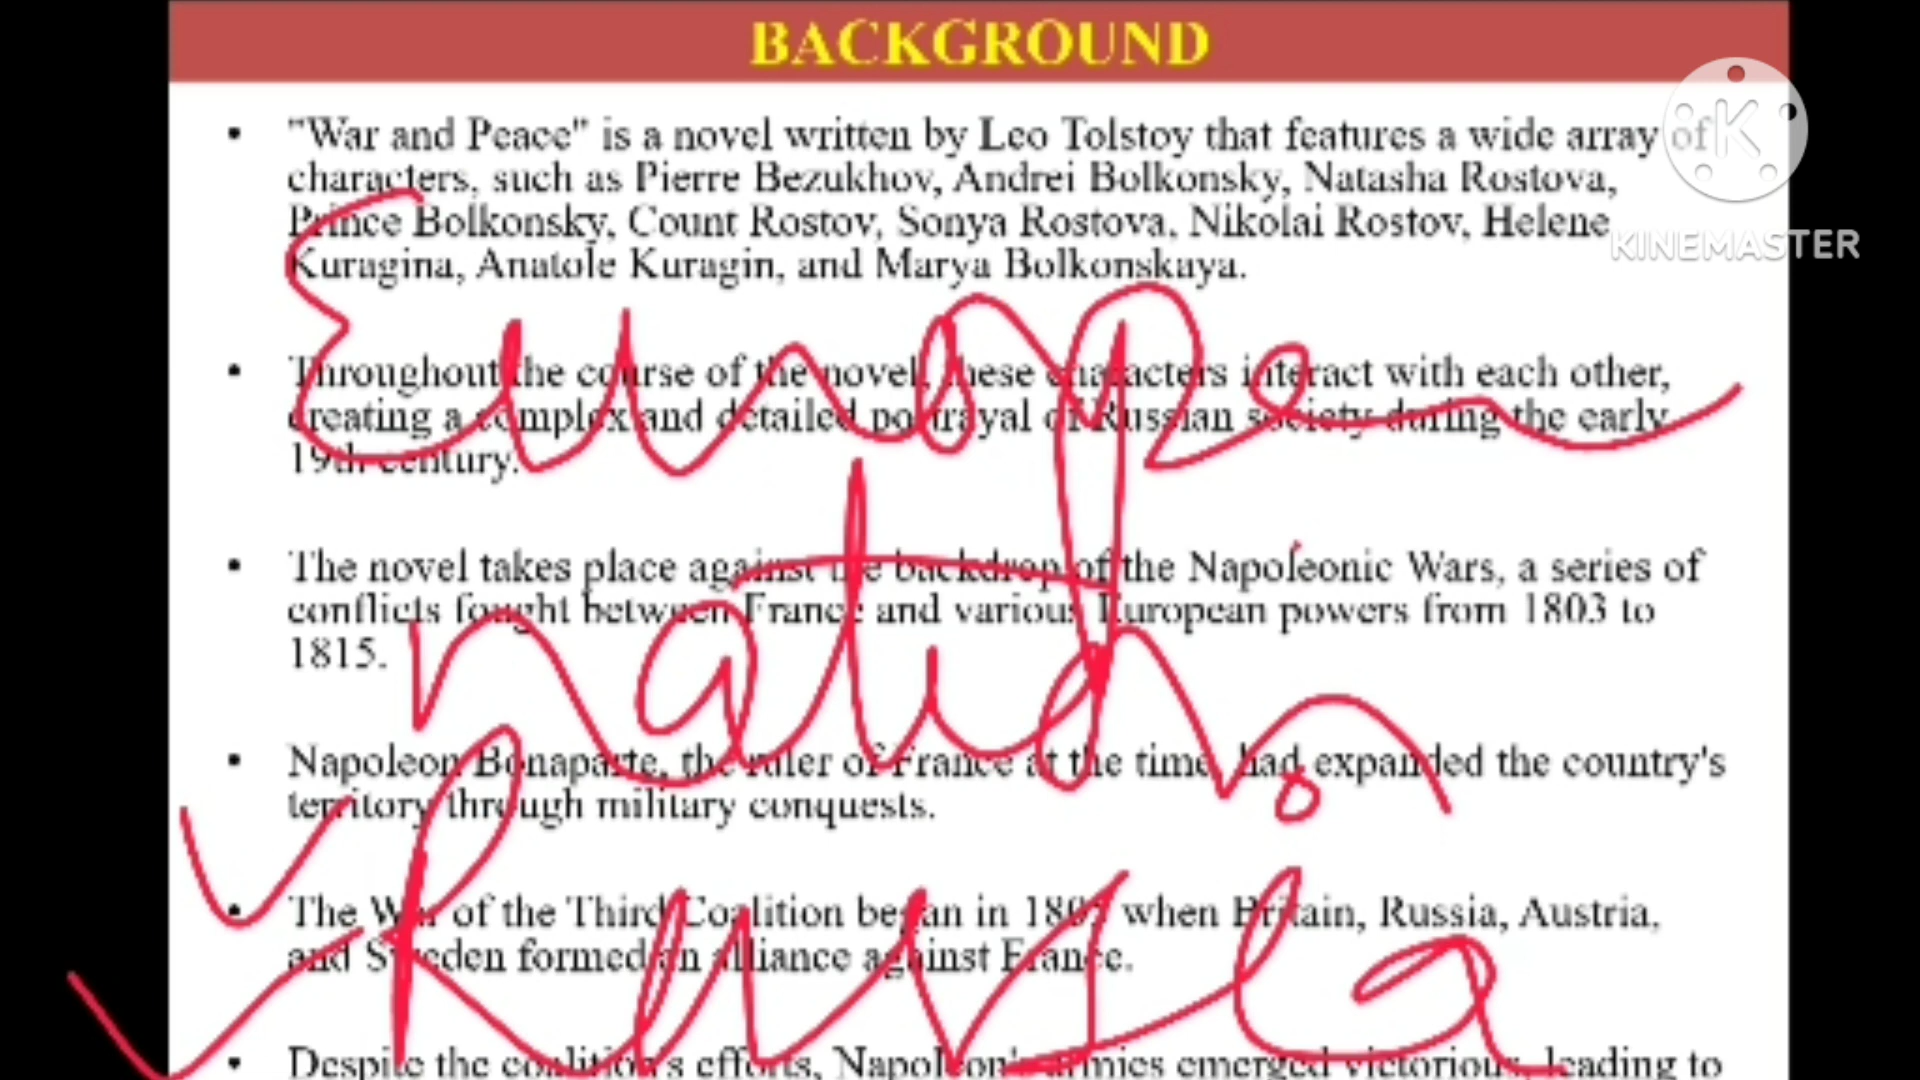 BACKGROUND
• "War and Peace" is a novel written by Leo Tolstoy that features a wide array of
characters, such as Pierre Bezukhov, Andrei Bolkonsky, Natasha Rostova,
Prince Bolkonsky, Count Rostov, Sonya Rostova, Nikolai Rostov, Helene
Kuragina, Anatole Kuragin, and Marya Bolkonskaya.
KINEMASTER
• Throughout the course of the novel, these characters interact with each other,
creating a complex and detailed portrayal of Russian society during the early
19th century.
• The novel takes place against the backdrop of the Napoleonic Wars, a series of
conflicts fought between France and various European powers from 1803 to
1815.
• Napoleon Bonaparte, the ruler of France at the time, had expanded the country's
territory through military conquests.
• The War of the Third Coalition began in 1805 when Britain, Russia, Austria,
and Sweden formed an alliance against France.
• Despite the coalition's efforts, Napoleon's armies emerged victorious, leading to
Europen
nation
Russia